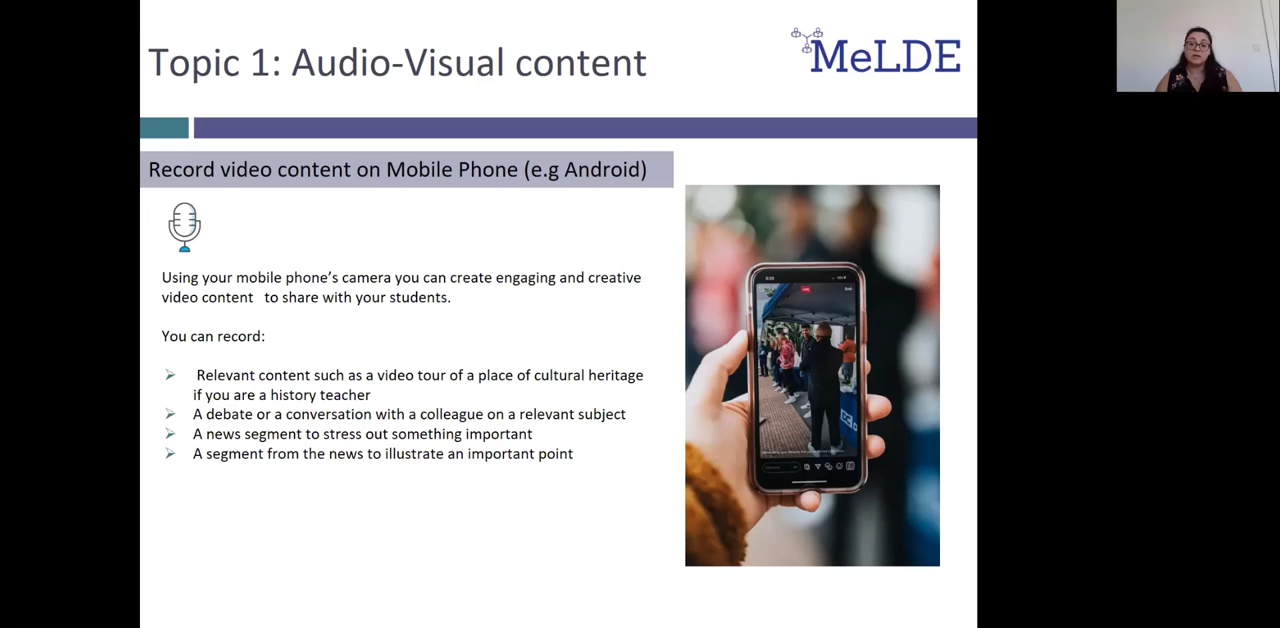 Topic 1: Audio-Visual content
MeLDE
Record video content on Mobile Phone (e.g Android)
Using your mobile phone’s camera you can create engaging and creative
video content to share with your students.
You can record:
Relevant content such as a video tour of a place of cultural heritage
if you are a history teacher
A debate or a conversation with a colleague on a relevant subject
A news segment to stress out something important
A segment from the news to illustrate an important point
End